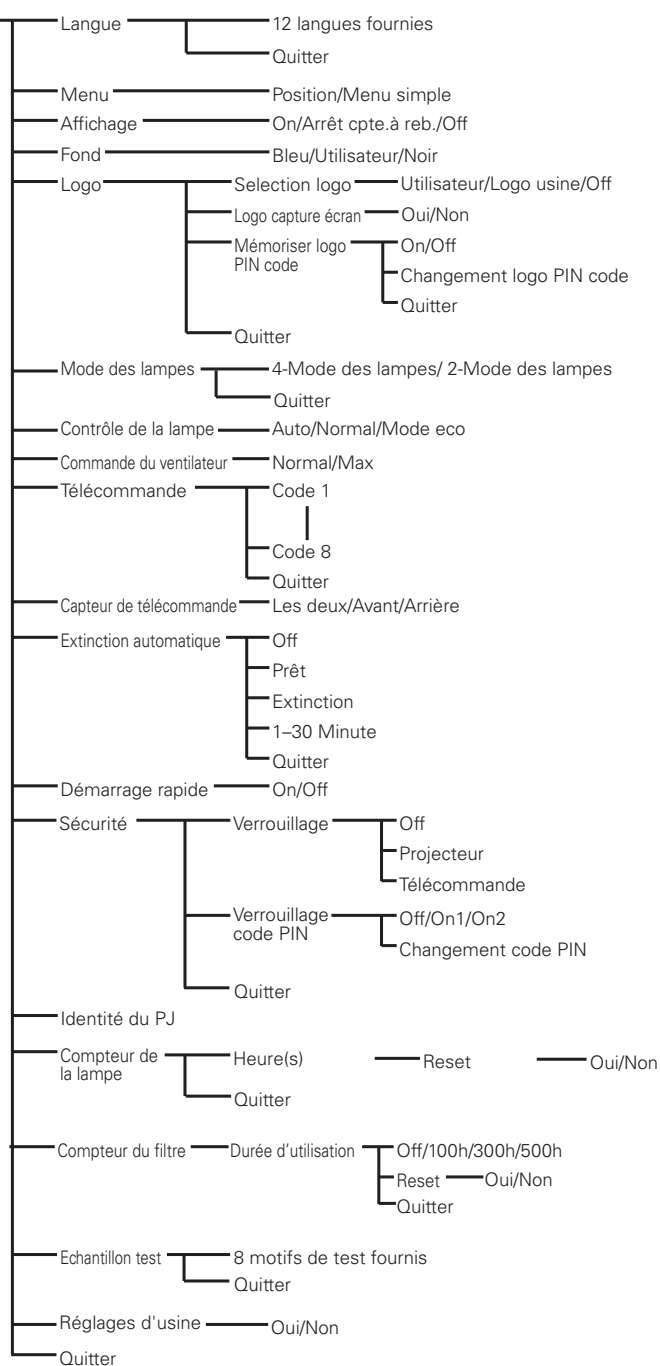 Langue 12 langues fournies
Quitter
Menu Position/Menu simple
Affichage On/Arrêt cpte.à reb./Off
Fond Bleu/Utilisateur/Noir
Logo Selection logo Utilisateur/Logo usine/Off
Logo capture écran Oui/Non
Mémoriser logo On/Off
PIN code
Changement logo PIN code
Quitter
Quitter
Mode des lampes 4-Mode des lampes/ 2-Mode des lampes
Quitter
Contrôle de la lampe Auto/Normal/Mode eco
Commande du ventilateur Normal/Max
Télécommande Code 1
Code 8
Quitter
Capteur de télécommande Les deux/Avant/Arrière
Extinction automatique Off
Prêt
Extinction
1–30 Minute
Quitter
Démarrage rapide On/Off
Sécurité Verrouillage Off
Projecteur
Télécommande
Verrouillage Off/On1/On2
code PIN
Changement code PIN
Quitter
Identité du PJ
Compteur de Heure(s) Reset Oui/Non
la lampe
Quitter
Compteur du filtre Durée d'utilisation Off/100h/300h/500h
Reset Oui/Non
Quitter
Echantillon test 8 motifs de test fournis
Quitter
Réglages d'usine Oui/Non
Quitter